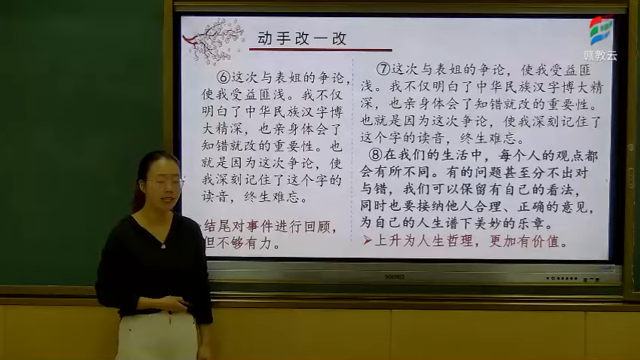 动手改一改
⑥这次与表姐的争论，
使我受益匪浅。我不仅
明白了中华民族汉字博
大精深，也亲身体会了
知错就改的重要性。也
就是因为这次争论，使
我深刻记住了这个字的
读音，终生难忘。
结尾对事件进行回顾，
但不够有力。
⑦这次与表姐的争论，使我受益匪
浅。我不仅明白了中华民族汉字博大精
深，也亲身体会了知错就改的重要性。
也就是因为这次争论，使我深刻记住了
这个字的读音，终生难忘。
⑧在我们的生活中，每个人的观点都
会有所不同。有的问题甚至分不出对
与错，我们可以保留有自己的看法，
同时也要接纳他人合理、正确的意见，
为自己的人生谱下美妙的乐章。
➢上升为人生哲理，更加有价值。